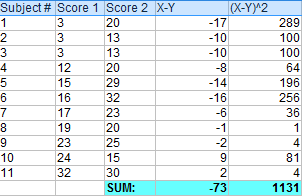 Subject # Score 1 Score 2 X-Y (X-Y)^2
1 3 20 -17 289
2 3 13 -10 100
3 3 13 -10 100
4 12 20 -8 64
5 15 29 -14 196
6 16 32 -16 256
7 17 23 -6 36
8 19 20 -1 1
9 23 25 -2 4
10 24 15 9 81
11 32 30 2 4
SUM: -73 1131